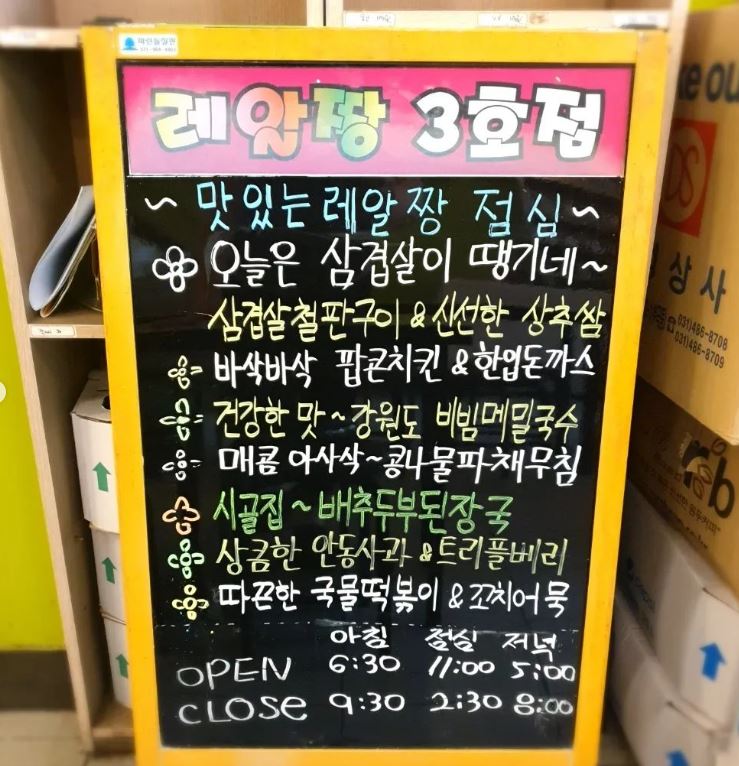 레알짱 3호점
~ 맛있는 레알짱 점심 ~
오늘은 삼겹살이 땡기네~
삼겹살철판구이 & 신선한 상추쌈
바삭바삭 팝콘치킨 & 한입돈까스
건강한 맛~강원도 비빔메밀국수
매콤 아사삭~콩나물파채무침
시골집~배추두부된장국
상큼한 안동사과 & 트리플베리
따끈한 국물떡볶이 & 꼬치어묵
아침 점심 저녁
OPEN 6:30 11:00 5:00
CLOSE 9:30 2:30 8:00
상사
031)486-8708
031)486-8709